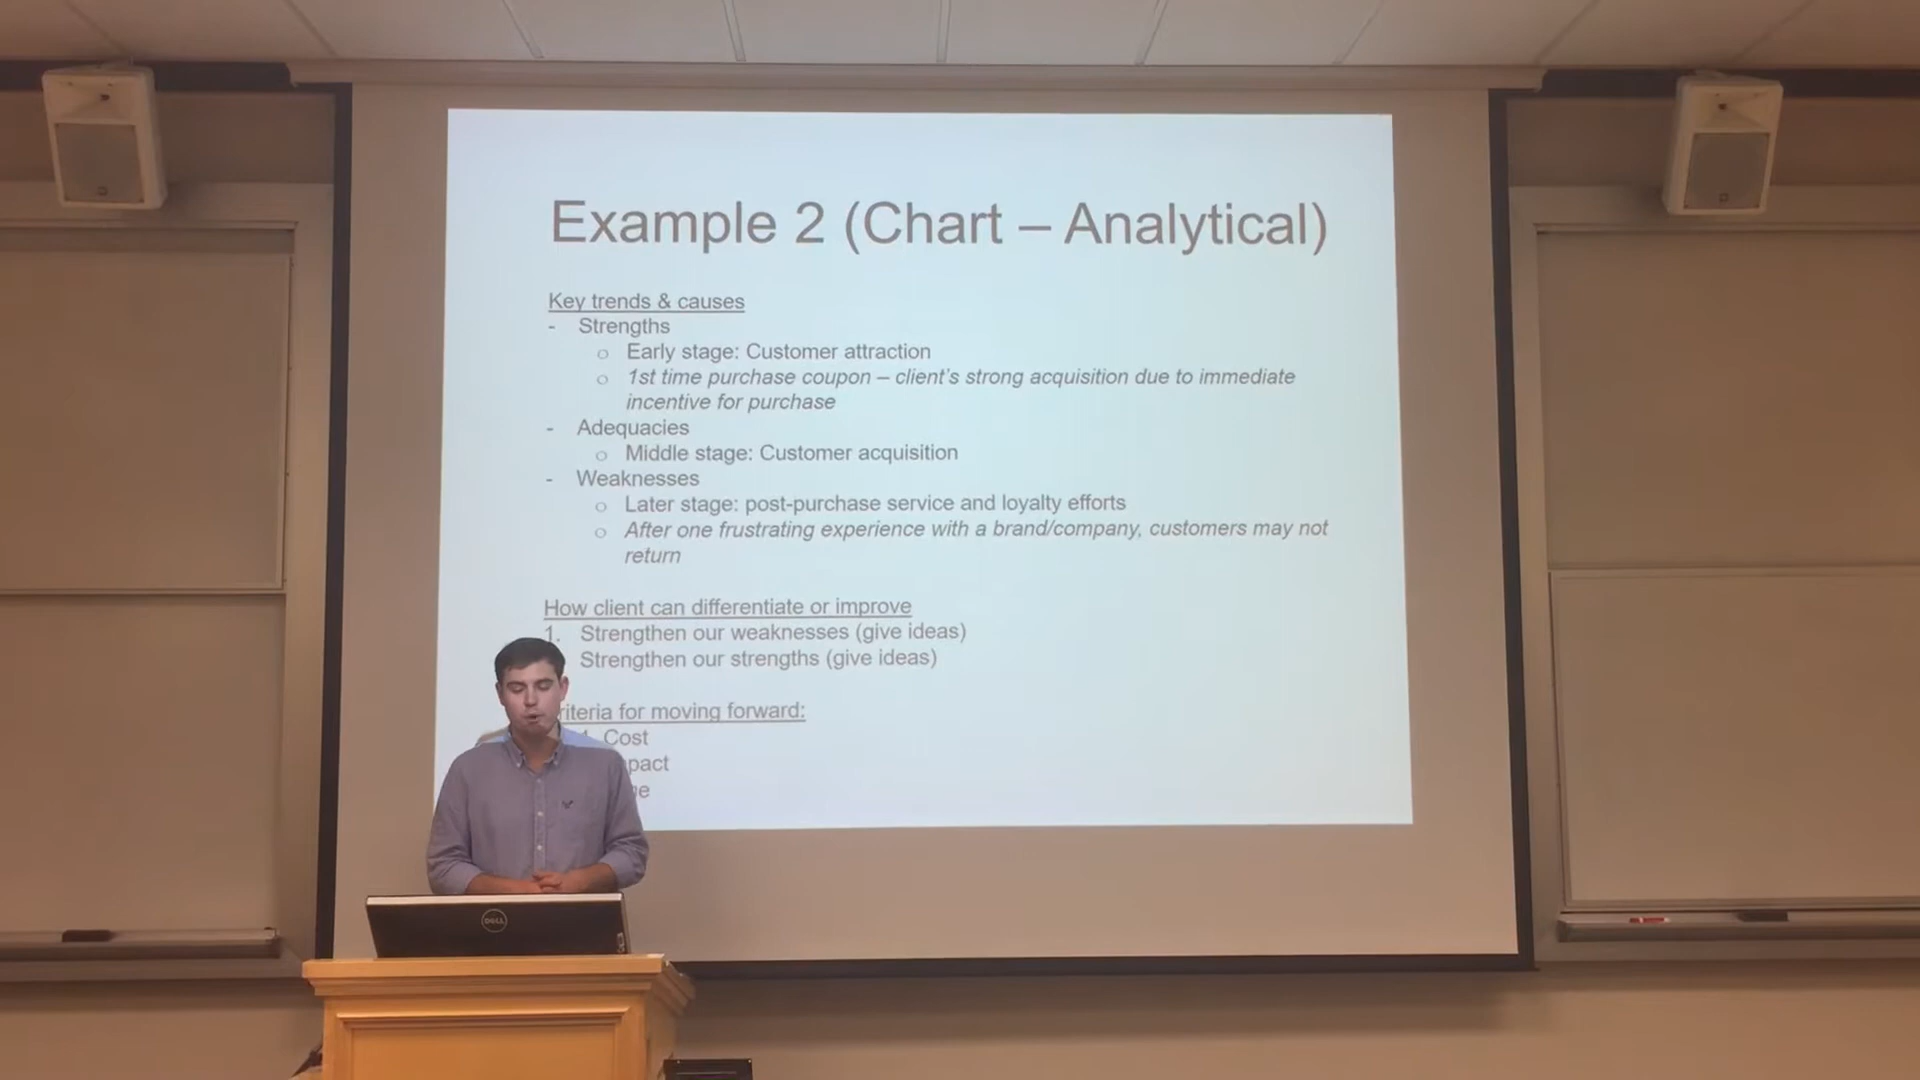 Example 2 (Chart – Analytical)
Key trends & causes
- Strengths
o Early stage: Customer attraction
o 1st time purchase coupon – client's strong acquisition due to immediate
incentive for purchase
- Adequacies
o Middle stage: Customer acquisition
- Weaknesses
o Later stage: post-purchase service and loyalty efforts
o After one frustrating experience with a brand/company, customers may not
return
How client can differentiate or improve
1. Strengthen our weaknesses (give ideas)
Strengthen our strengths (give ideas)
riteria for moving forward:
1. Cost
pact
DELL